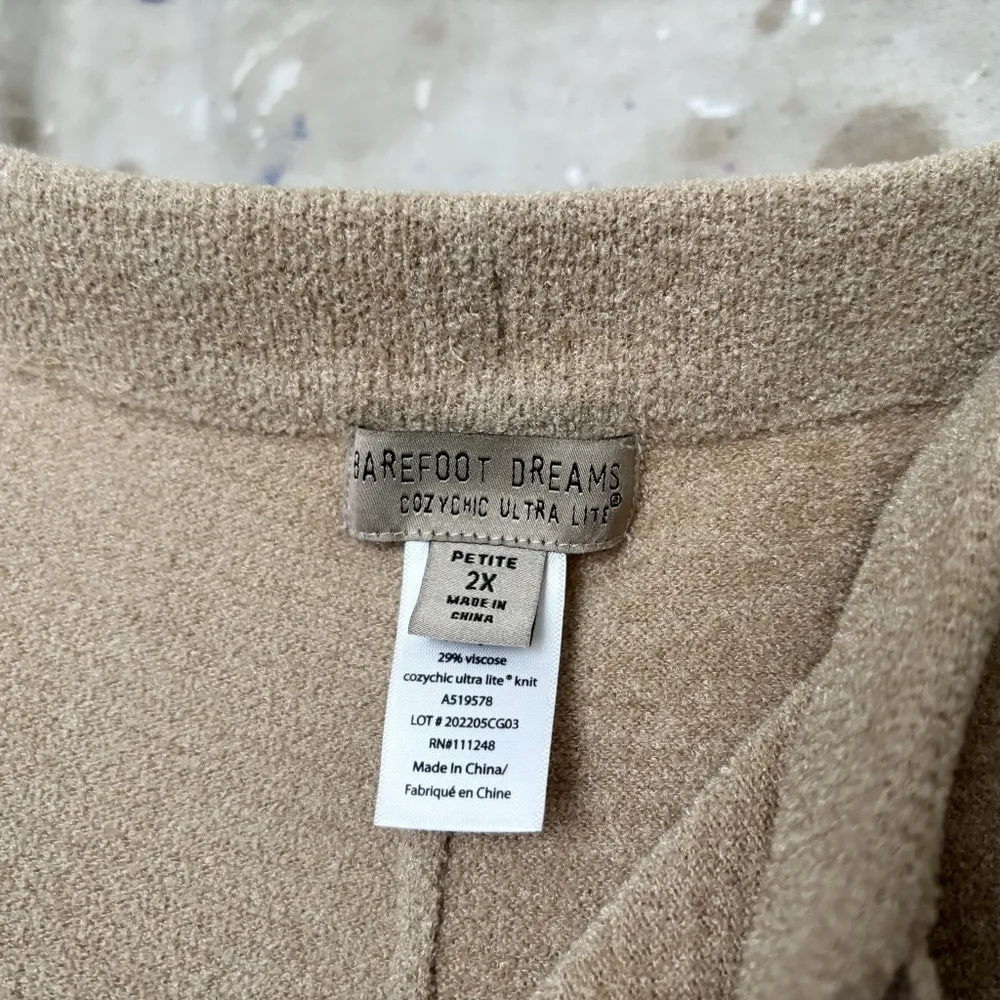 BAREFOOT DREAMS
COZYCHIC ULTRA LITE®
PETITE
2X
MADE IN
CHINA
29% viscose
cozychic ultra lite® knit
A519578
LOT # 202205CG03
RN#111248
Made In China/
Fabriqué en Chine